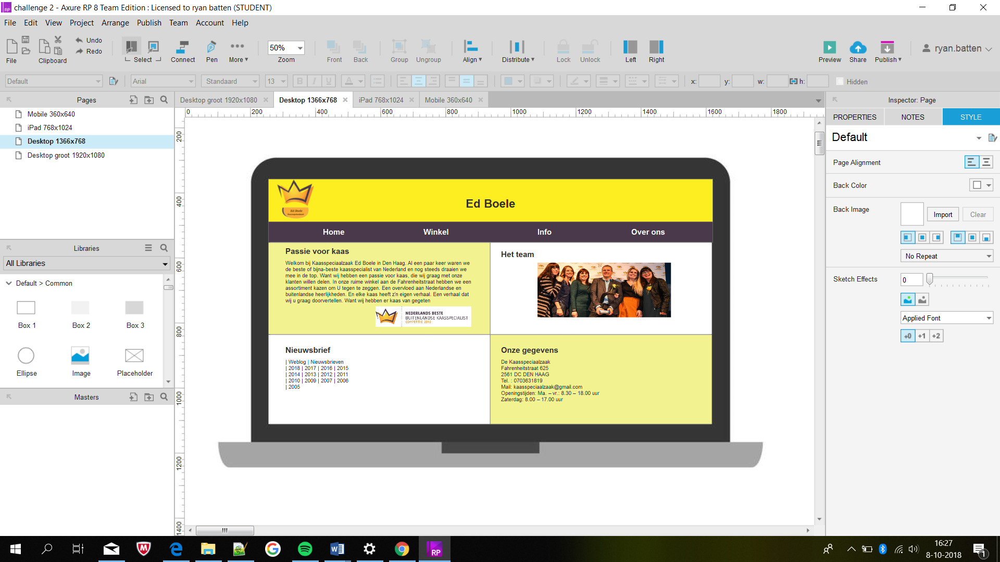 challenge 2 - Axure RP 8 Team Edition : Licensed to ryan batten (STUDENT)
File Edit View Project Arrange Publish Team Account Help
Undo
Redo
File Clipboard Select Connect Pen More 50% Zoom Front Back Group Ungroup Align Distribute Lock Unlock Left Right Preview Share Publish ryan.batten
Default Arial Standaard 13 B I U A x: y: w: h: Hidden
Pages
Mobile 360x640
iPad 768x1024
Desktop 1366x768
Desktop groot 1920x1080
Libraries
All Libraries
Default > Common
Box 1 Box 2 Box 3
Ellipse Image Placeholder
Masters
Desktop groot 1920x1080 Desktop 1366x768 iPad 768x1024 Mobile 360x640
0 200 400 600 800 1000 1200 1400 1600 1800
200
400
600
800
1000
1200
1400
Ed Boele
Ed Boele
Home Winkel Info Over ons
Passie voor kaas
Welkom bij Kaasspeciaalzaak Ed Boele in Den Haag. Al een paar keer waren we
de beste of bijna-beste kaasspecialist van Nederland en nog steeds draaien we
mee in de top. Want wij hebben een passie voor kaas, die wij graag met onze
klanten willen delen. In onze ruime winkel aan de Fahrenheitstraat hebben we een
assortiment kazen om U tegen te zeggen. Een overvloed aan Nederlandse en
buitenlandse heerlijkheden. En elke kaas heeft z'n eigen verhaal. Een verhaal dat
wij u graag doorvertellen. Want wij hebben er kaas van gegeten
NEDERLANDS BESTE
BUITENLANDSE KAASSPECIALIST
COMPETITIE 2016
Het team
Nieuwsbrief
| Weblog | Nieuwsbrieven
| 2018 | 2017 | 2016 | 2015
| 2014 | 2013 | 2012 | 2011
| 2010 | 2009 | 2007 | 2006
| 2005
Onze gegevens
De Kaasspeciaalzaak
Fahrenheitstraat 625
2561 DC DEN HAAG
Tel. : 0703631819
Mail: kaasspeciaalzaak@gmail.com
Openingstijden: Ma. – vr.: 8.30 – 18.00 uur
Zaterdag: 8.00 – 17.00 uur
Inspector: Page
PROPERTIES NOTES STYLE
Default
Page Alignment
Back Color
Back Image Import Clear
No Repeat
Sketch Effects 0
Applied Font
+0 +1 +2
RP
16:27
8-10-2018
1